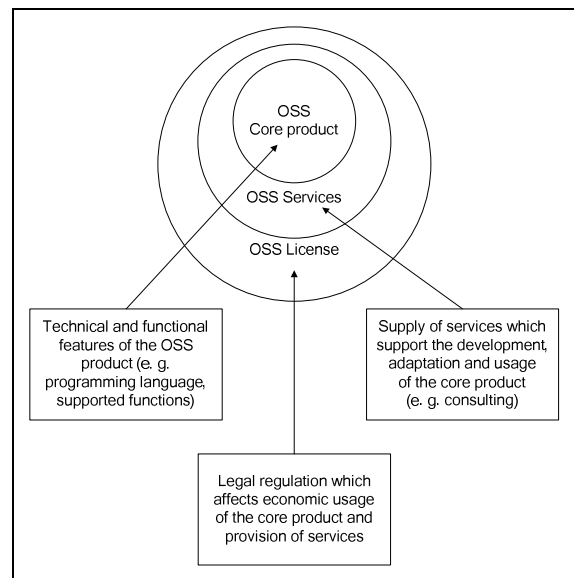 OSS
Core product
OSS Services
OSS License
Technical and functional
features of the OSS
product (e. g.
programming language,
supported functions)
Supply of services which
support the development,
adaptation and usage
of the core product
(e. g. consulting)
Legal regulation which
affects economic usage
of the core product and
provision of services